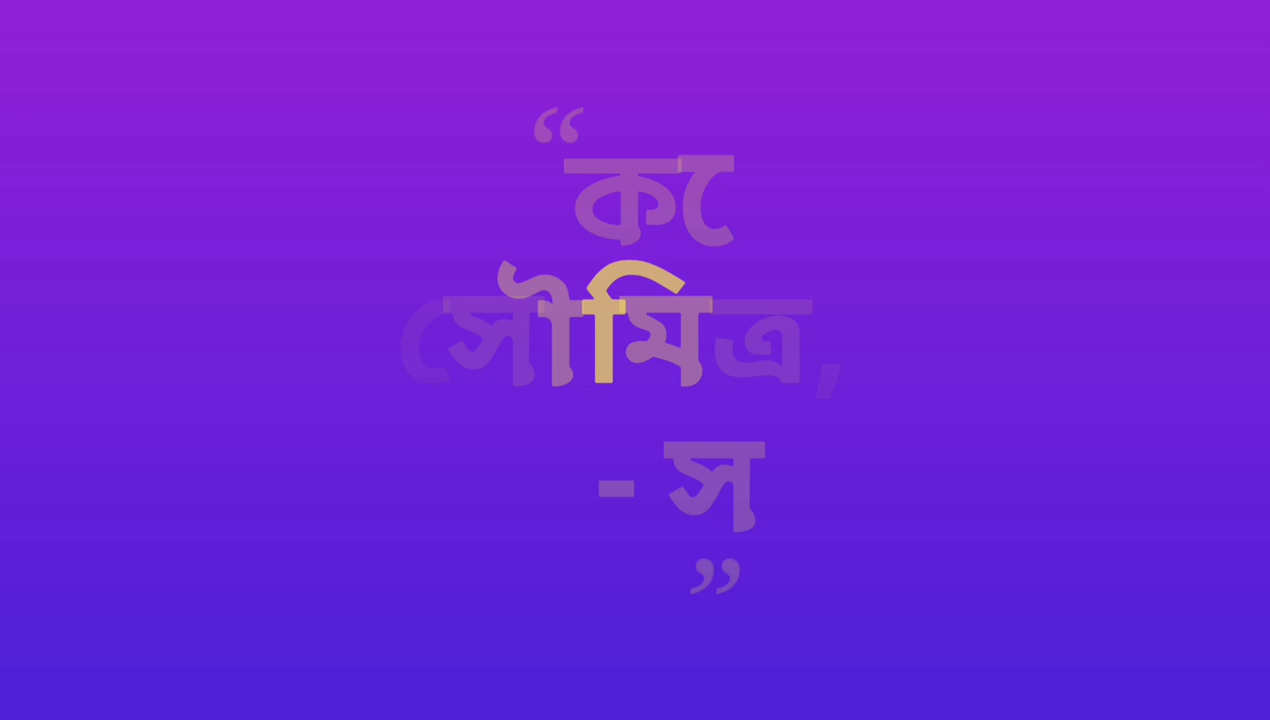 “
কে
সৌমিত্র,
- স
”